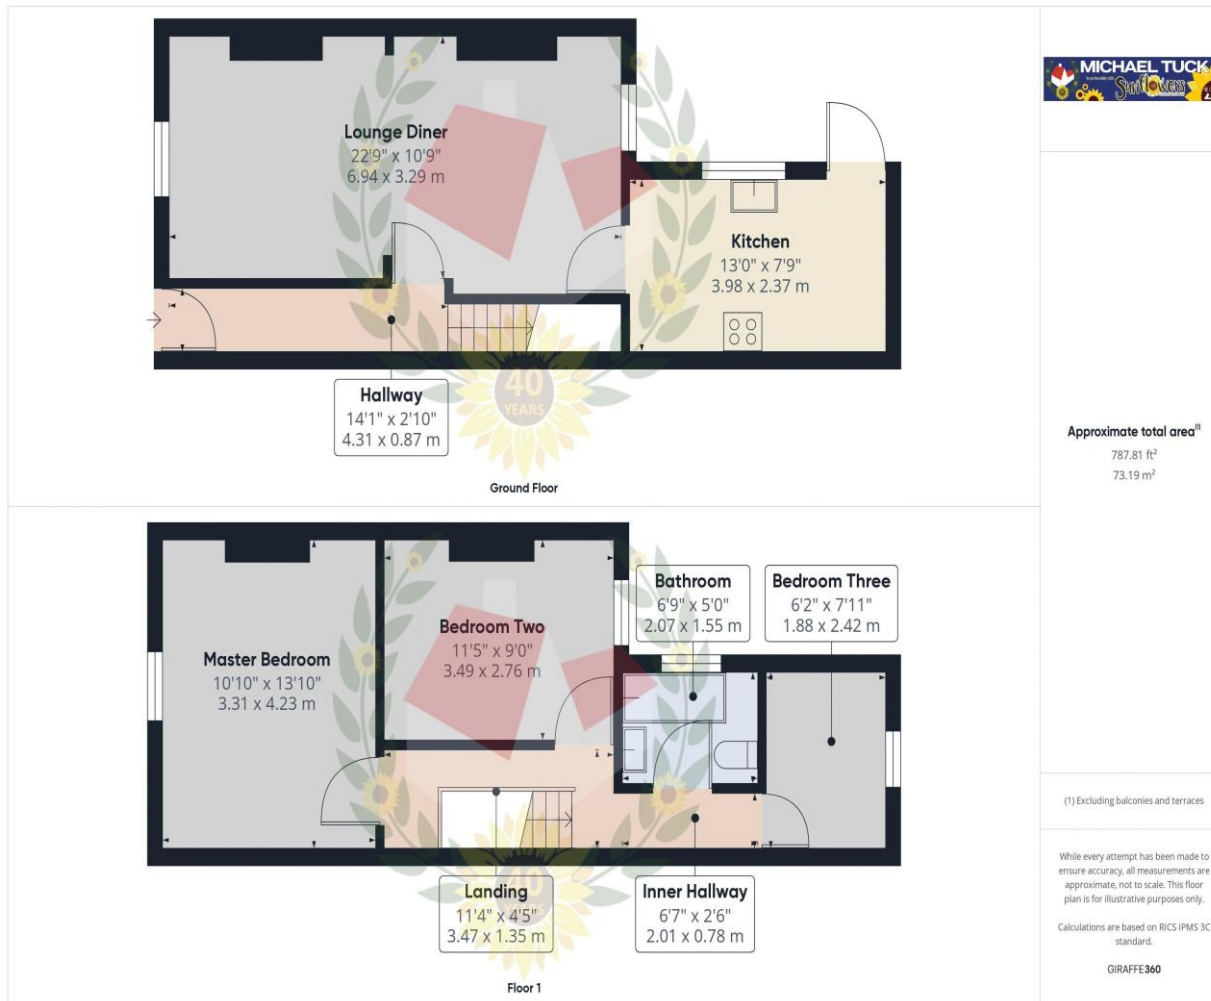 Lounge Diner
22'9" x 10'9"
6.94 x 3.29 m
Kitchen
13'0" x 7'9"
3.98 x 2.37 m
Hallway
14'1" x 2'10"
4.31 x 0.87 m
40
YEARS
Ground Floor
Bathroom
6'9" x 5'0"
2.07 x 1.55 m
Bedroom Three
6'2" x 7'11"
1.88 x 2.42 m
Bedroom Two
11'5" x 9'0"
3.49 x 2.76 m
Master Bedroom
10'10" x 13'10"
3.31 x 4.23 m
Landing
11'4" x 4'5"
3.47 x 1.35 m
Inner Hallway
6'7" x 2'6"
2.01 x 0.78 m
40
YEARS
Floor 1
MICHAEL TUCK
Sunflowers
Approximate total area(1)
787.81 ft²
73.19 m²
(1) Excluding balconies and terraces
While every attempt has been made to
ensure accuracy, all measurements are
approximate, not to scale. This floor
plan is for illustrative purposes only.
Calculations are based on RICS IPMS 3C
standard.
GIRAFFE360